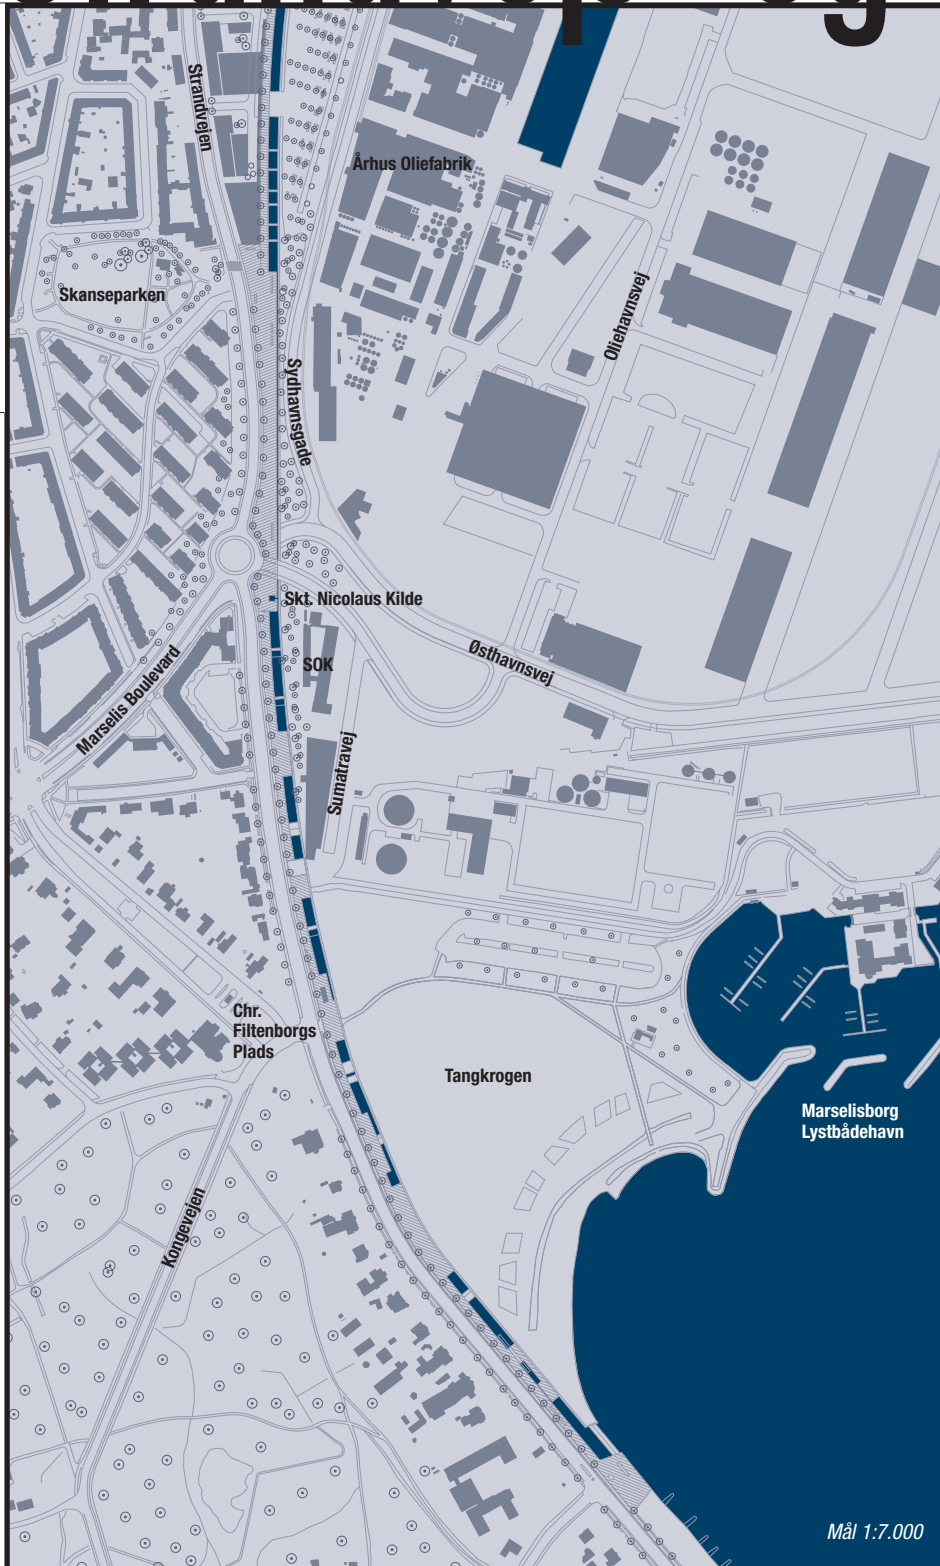 Strandvejen
Århus Oliefabrik
Skanseparken
Oliehavnsvej
Sydhavnsgade
Skt. Nicolaus Kilde
Østhavnsvej
SOK
Marselis Boulevard
Sumatravej
Chr.
Filtenborgs
Plads
Tangkrogen
Marselisborg
Lystbådehavn
Kongevejen
Mål 1:7.000